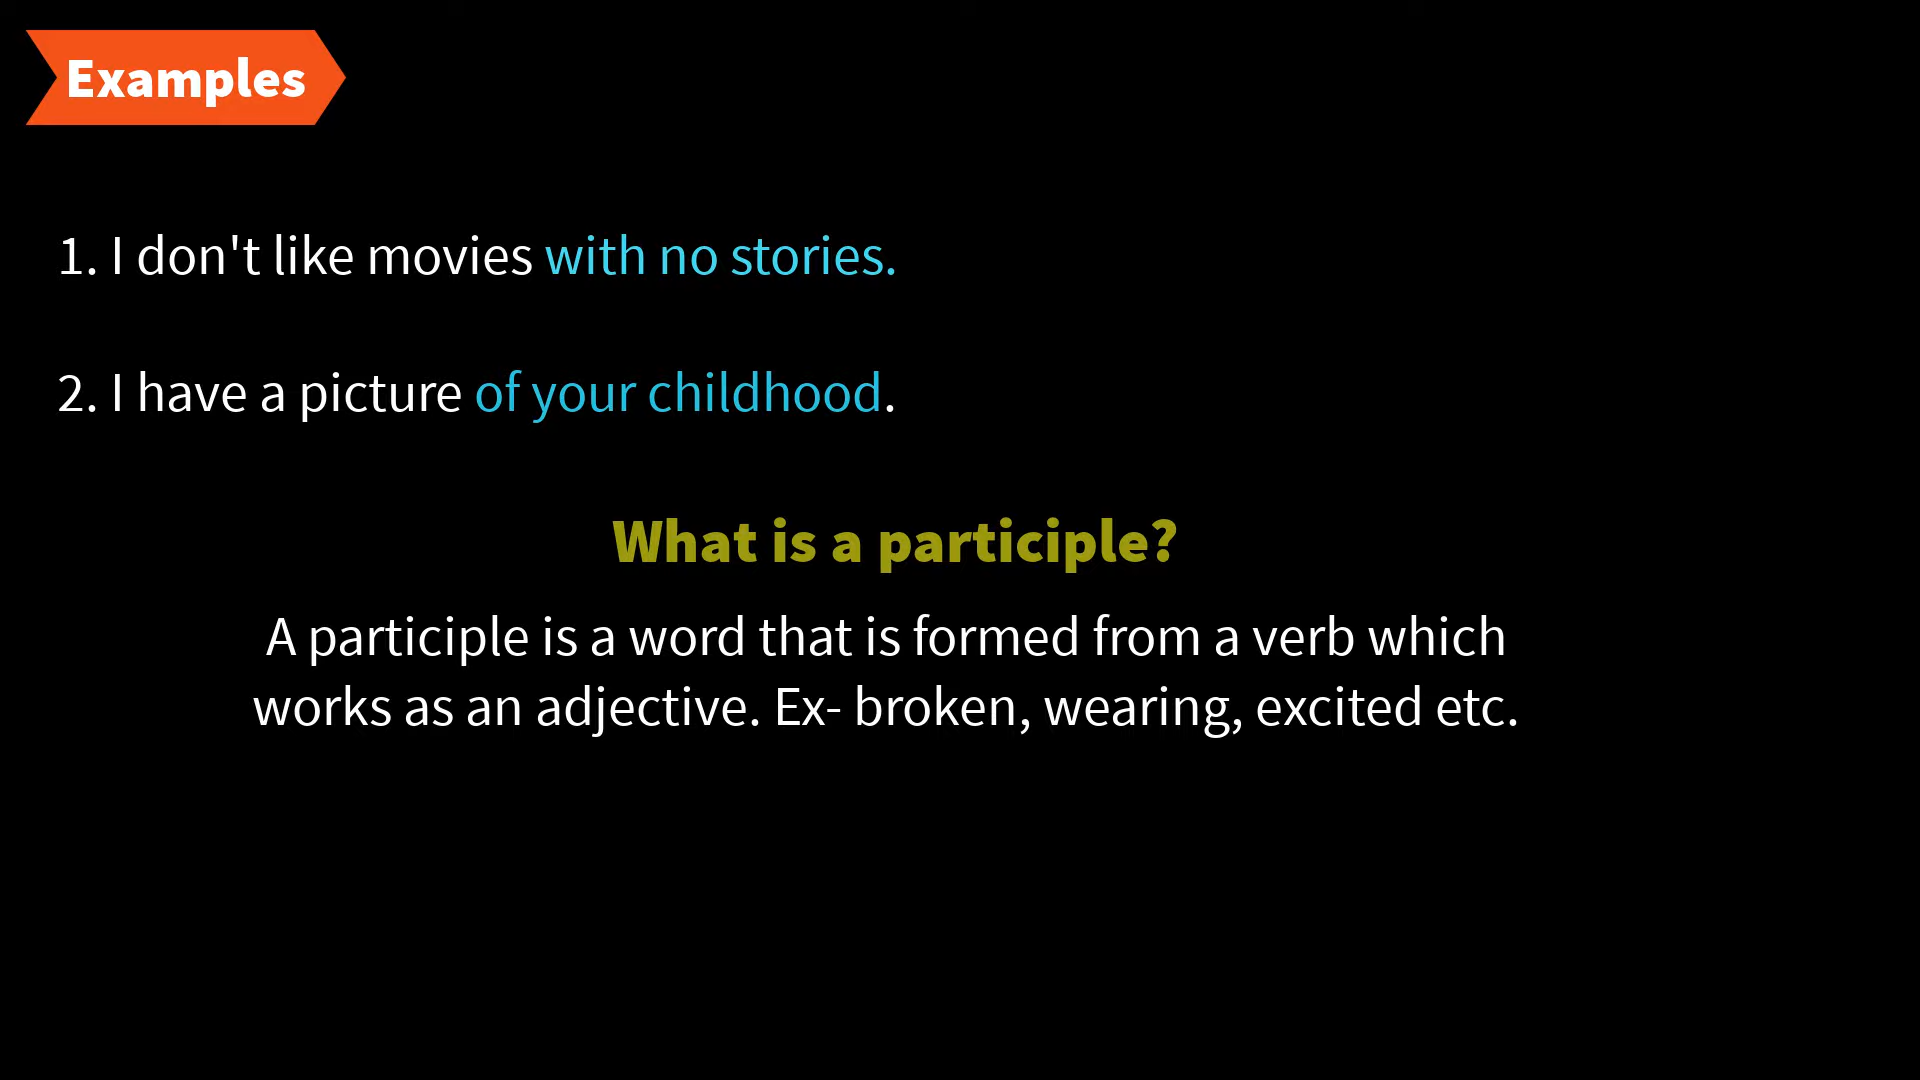 Examples
1. I don't like movies with no stories.
2. I have a picture of your childhood.
What is a participle?
A participle is a word that is formed from a verb which
works as an adjective. Ex- broken, wearing, excited etc.